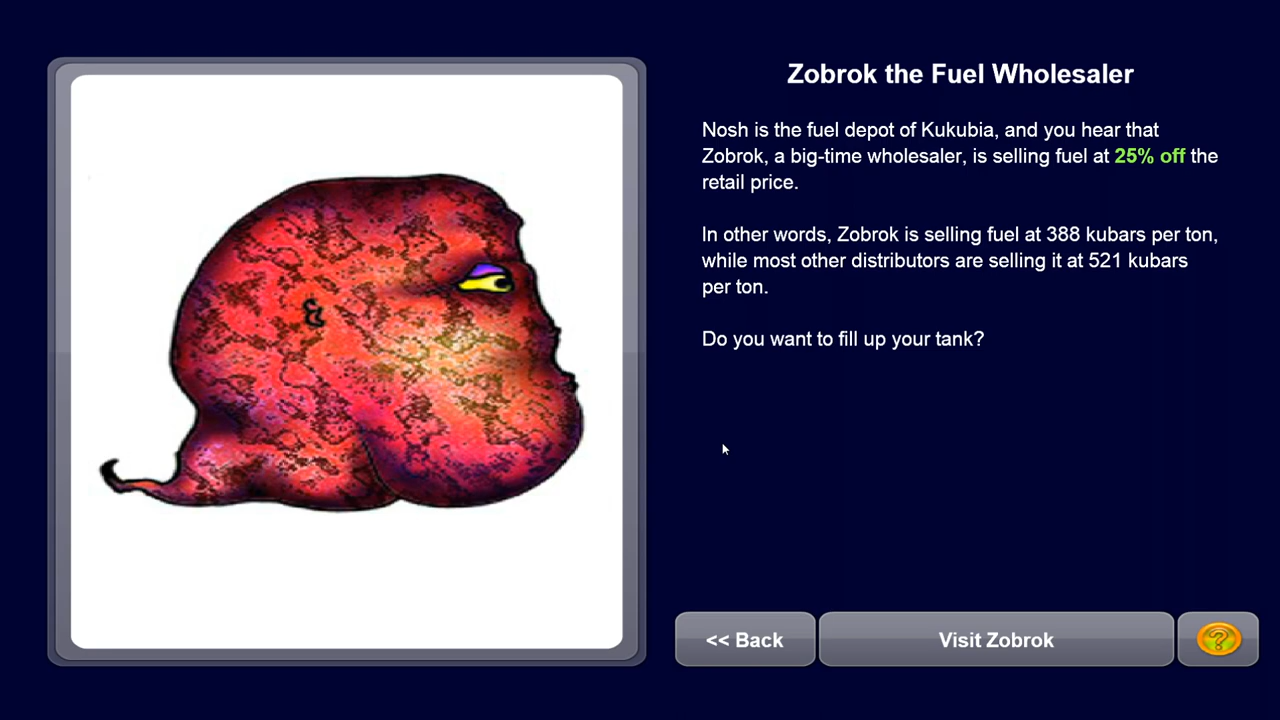 Zobrok the Fuel Wholesaler
Nosh is the fuel depot of Kukubia, and you hear that
Zobrok, a big-time wholesaler, is selling fuel at 25% off the
retail price.
In other words, Zobrok is selling fuel at 388 kubars per ton,
while most other distributors are selling it at 521 kubars
per ton.
Do you want to fill up your tank?
<< Back
Visit Zobrok
?